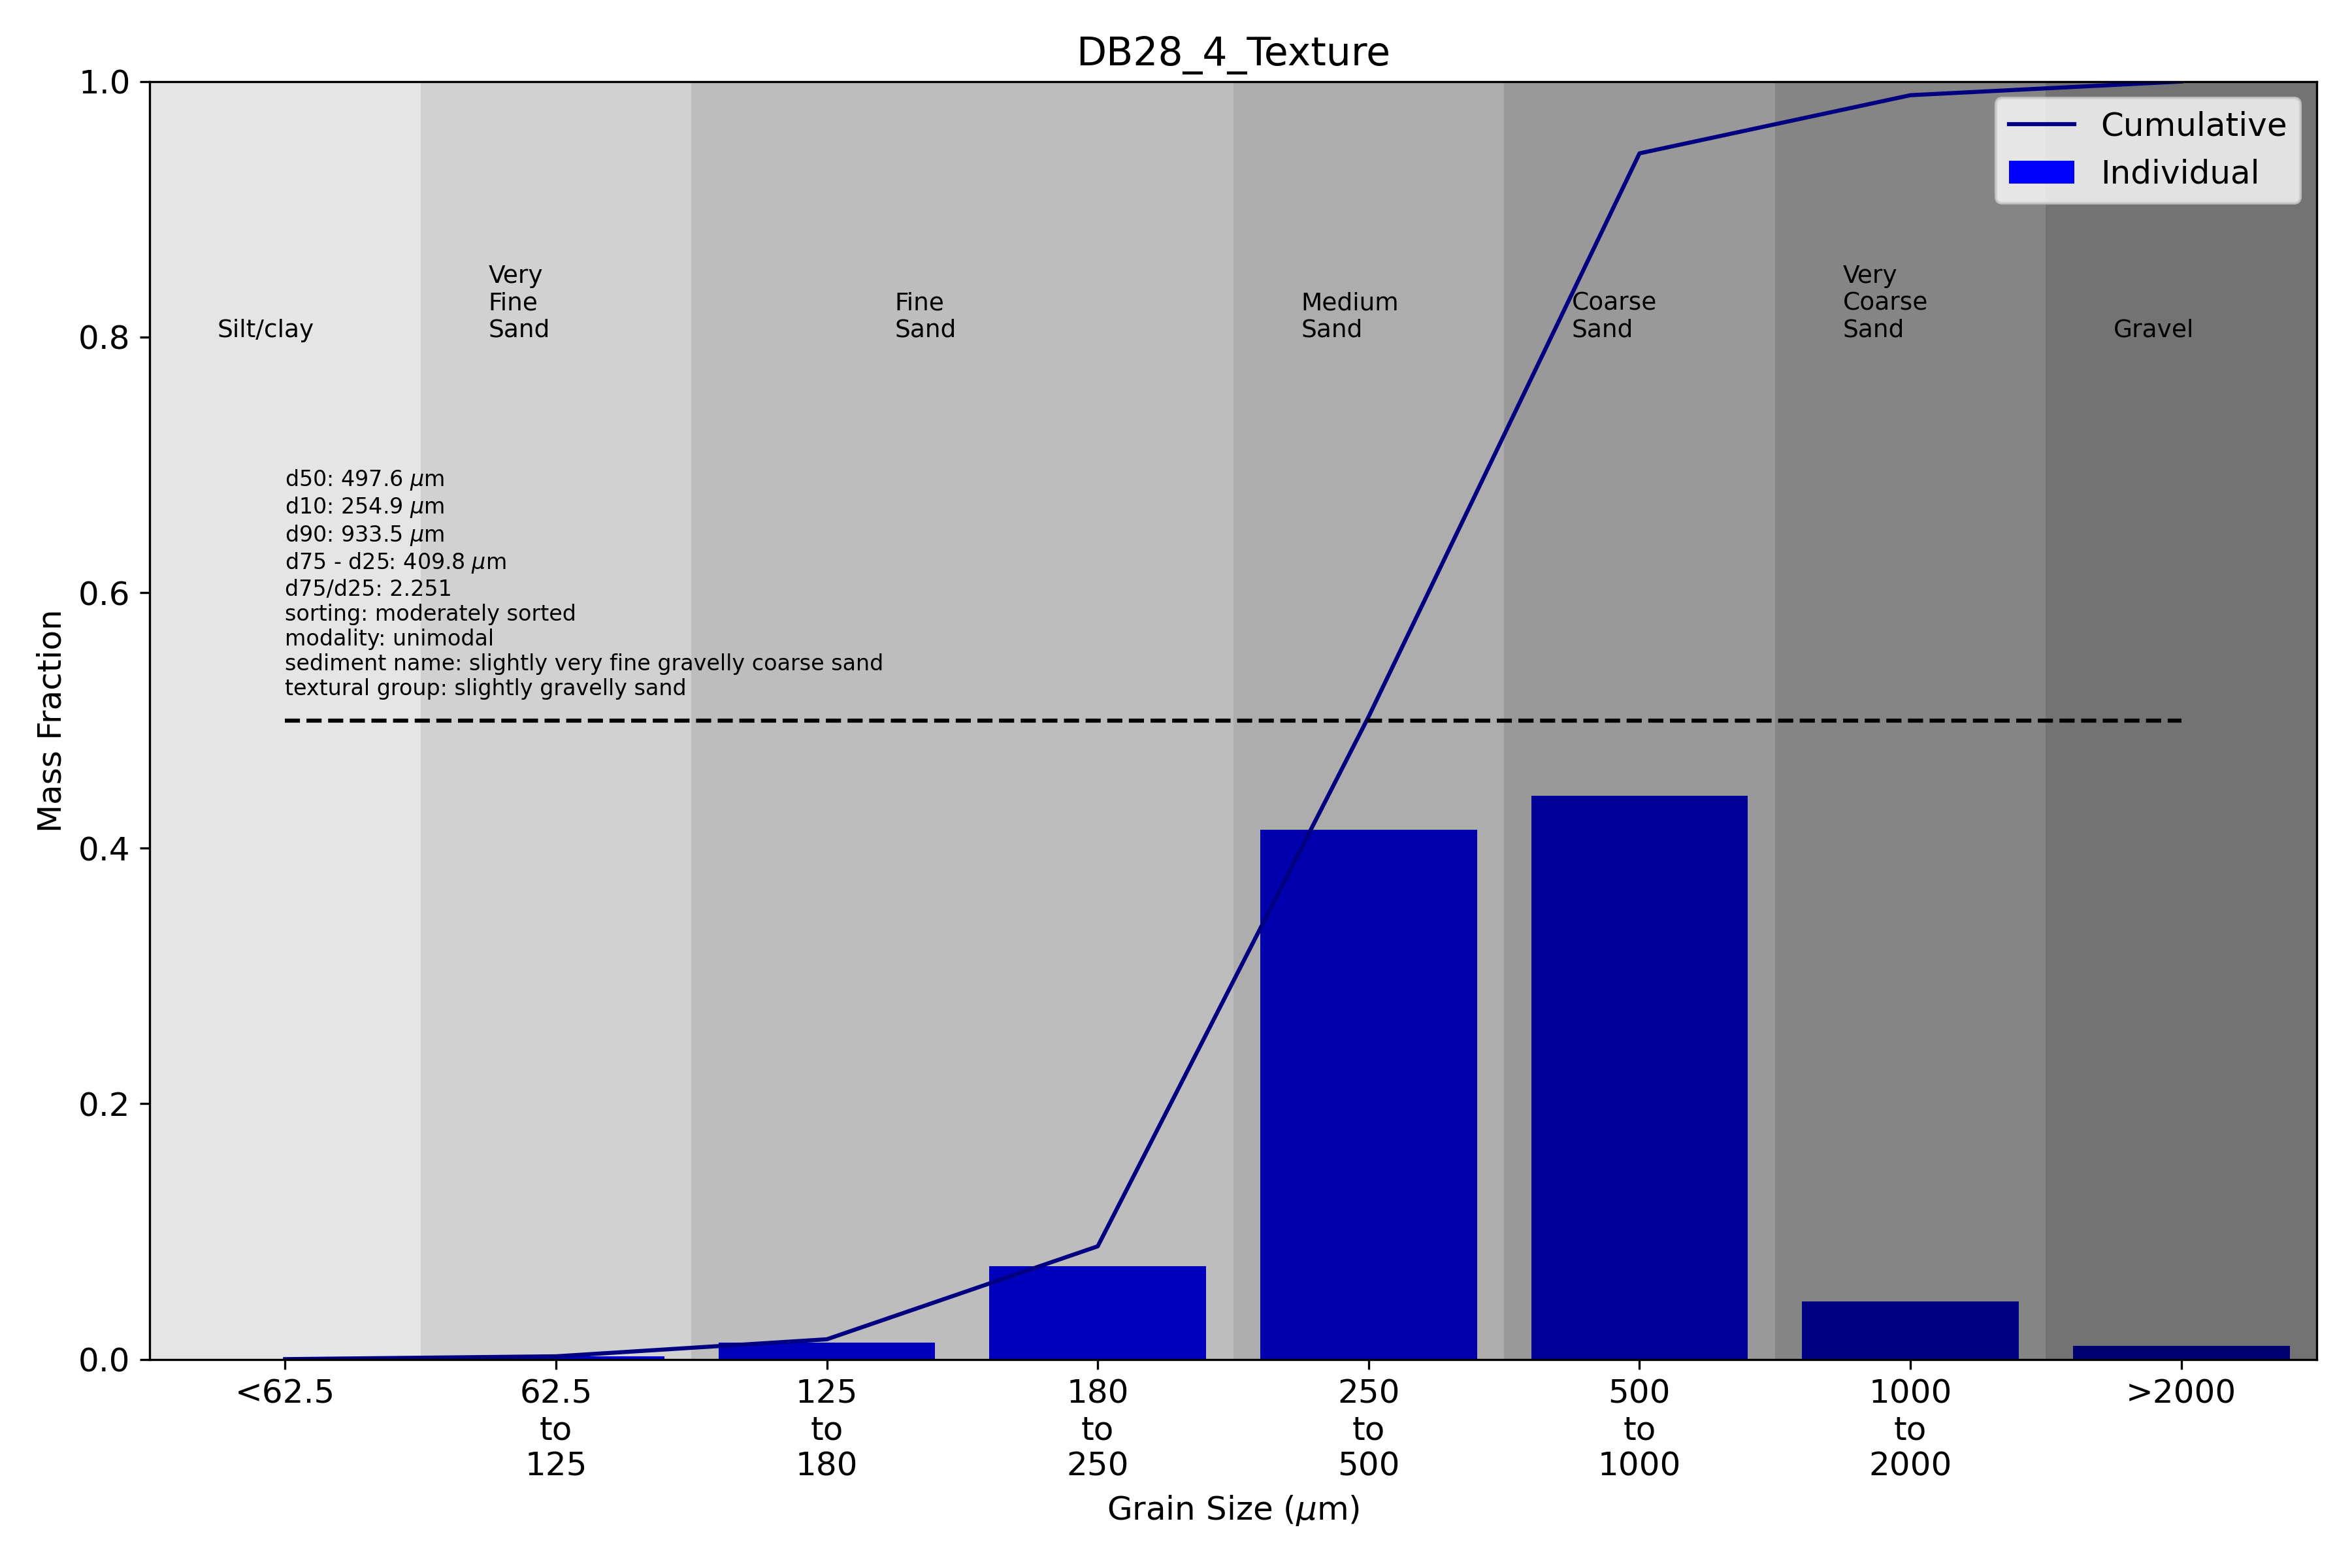 DB28_4_Texture
1.0
0.8
0.6
0.4
0.2
0.0
Mass Fraction
Cumulative
Individual
Silt/clay
Very
Fine
Sand
Fine
Sand
Medium
Sand
Coarse
Sand
Very
Coarse
Sand
Gravel
d50: 497.6 μm
d10: 254.9 μm
d90: 933.5 μm
d75 - d25: 409.8 μm
d75/d25: 2.251
sorting: moderately sorted
modality: unimodal
sediment name: slightly very fine gravelly coarse sand
textural group: slightly gravelly sand
<62.5
62.5
to
125
125
to
180
180
to
250
250
to
500
500
to
1000
1000
to
2000
>2000
Grain Size (μm)